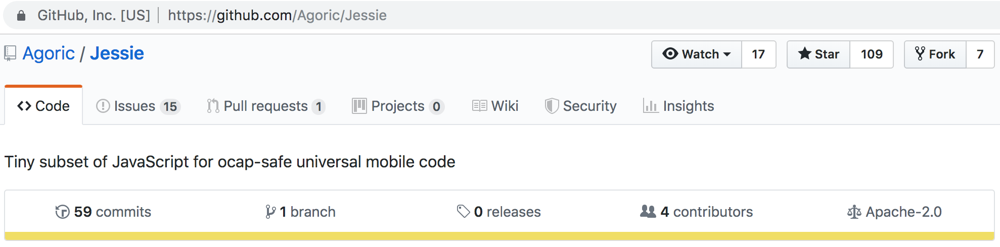 GitHub, Inc. [US] | https://github.com/Agoric/Jessie
Agoric / Jessie Watch 17 Star 109 Fork 7
Code Issues 15 Pull requests 1 Projects 0 Wiki Security Insights
Tiny subset of JavaScript for ocap-safe universal mobile code
59 commits 1 branch 0 releases 4 contributors Apache-2.0